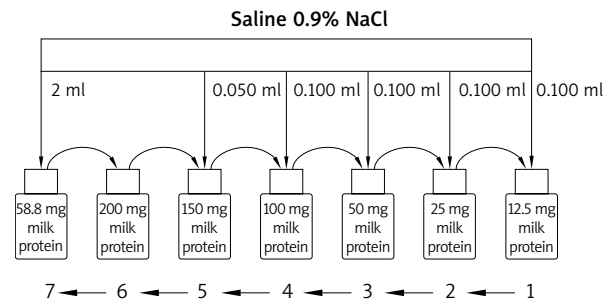 Saline 0.9% NaCl
2 ml
0.050 ml
0.100 ml
0.100 ml
0.100 ml
0.100 ml
58.8 mg
milk
protein
200 mg
milk
protein
150 mg
milk
protein
100 mg
milk
protein
50 mg
milk
protein
25 mg
milk
protein
12.5 mg
milk
protein
7 6 5 4 3 2 1